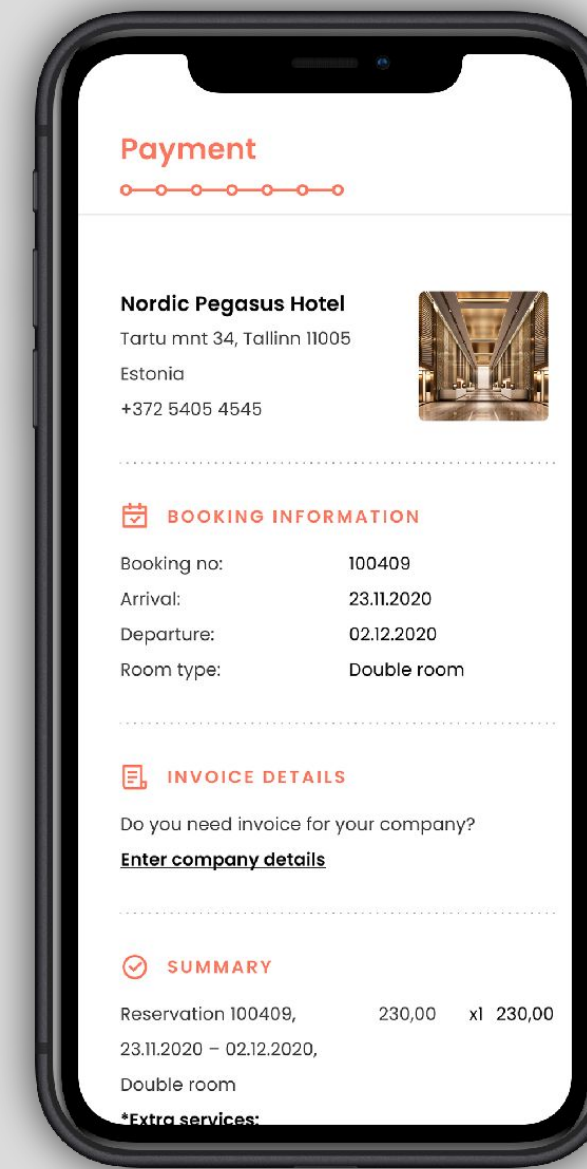 Payment
Nordic Pegasus Hotel
Tartu mnt 34, Tallinn 11005
Estonia
+372 5405 4545
BOOKING INFORMATION
Booking no: 100409
Arrival: 23.11.2020
Departure: 02.12.2020
Room type: Double room
INVOICE DETAILS
Do you need invoice for your company?
Enter company details
SUMMARY
Reservation 100409, 230,00 x1 230,00
23.11.2020 – 02.12.2020,
Double room
*Extra services: